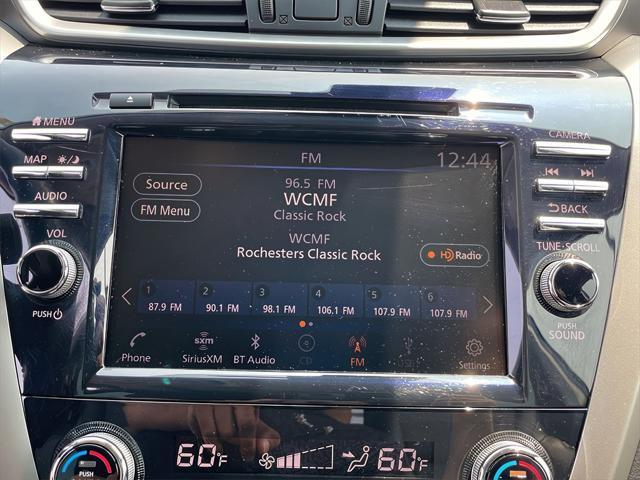 MENU
CAMERA
FM
12:44
MAP
Source
96.5 FM
WCMF
Classic Rock
AUDIO
FM Menu
BACK
WCMF
Rochesters Classic Rock
HD Radio
VOL
TUNE·SCROLL
1 2 3 4 5 6
87.9 FM 90.1 FM 98.1 FM 106.1 FM 107.9 FM 107.9 FM
PUSH
PUSH
SOUND
sxm
Phone SiriusXM BT Audio CD FM Settings
60°F 60°F
PUSH